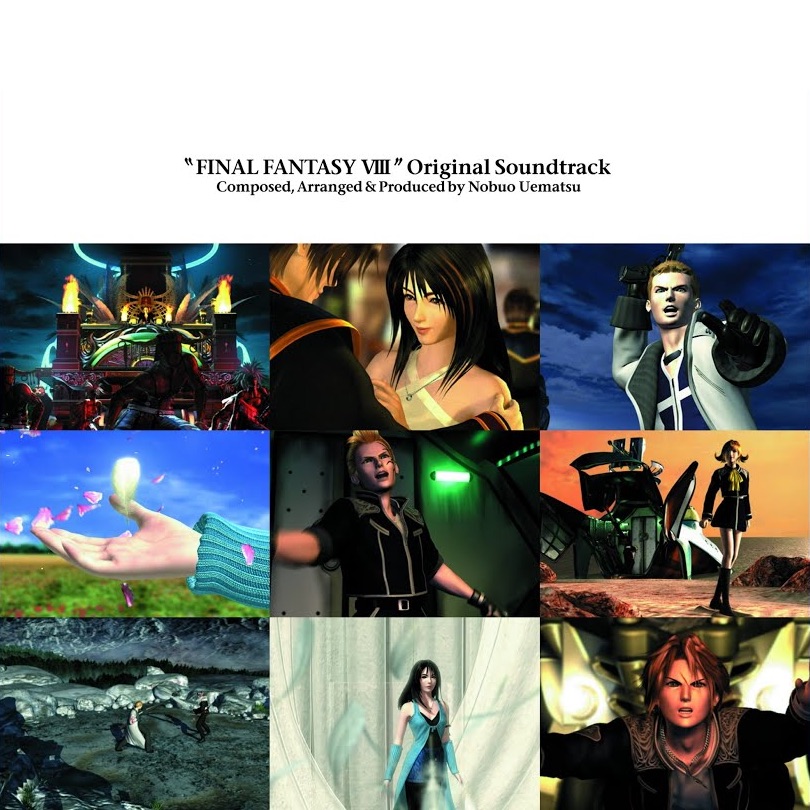 〝FINAL FANTASY Ⅷ〞 Original Soundtrack
Composed, Arranged & Produced by Nobuo Uematsu